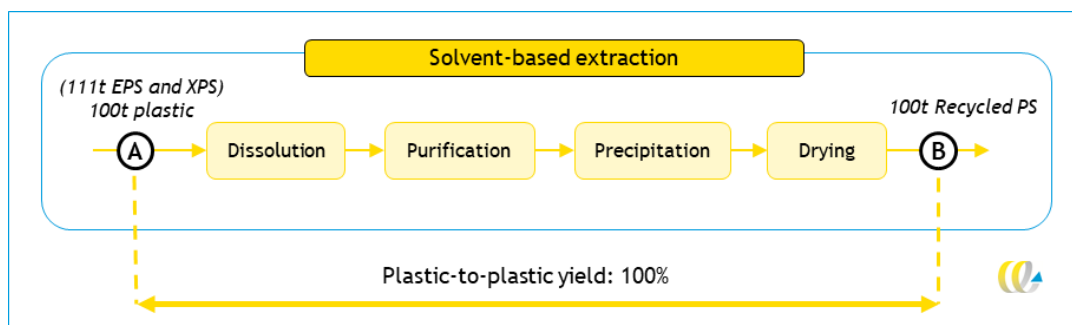 Solvent-based extraction
(111t EPS and XPS)
100t plastic
100t Recycled PS
A
Dissolution
Purification
Precipitation
Drying
B
Plastic-to-plastic yield: 100%